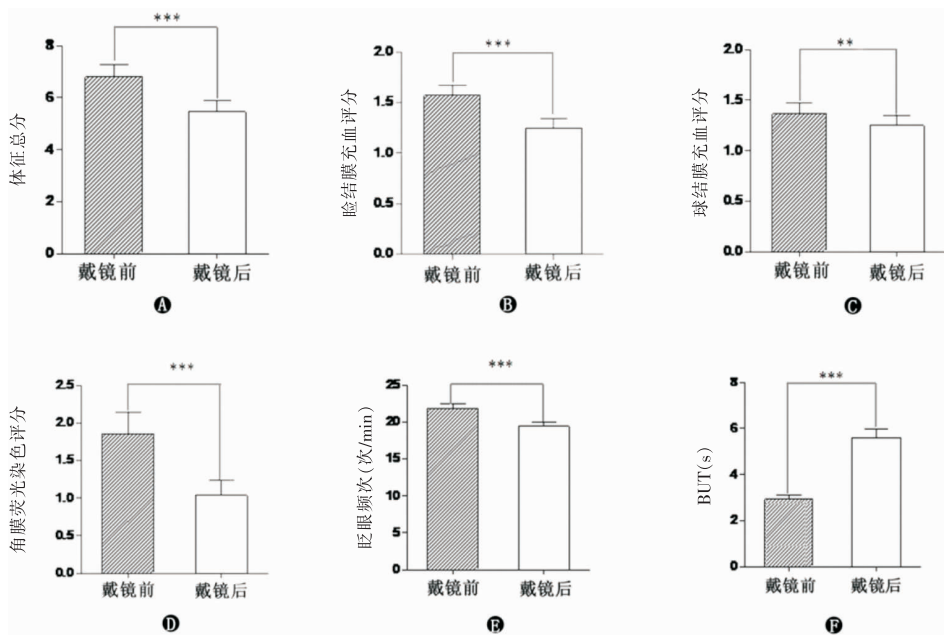 ***
体征总分
8
6
4
2
0
戴镜前 戴镜后
A
***
睑结膜充血评分
2.0
1.5
1.0
0.5
0.0
戴镜前 戴镜后
B
**
球结膜充血评分
2.0
1.5
1.0
0.5
0.0
戴镜前 戴镜后
C
***
角膜荧光染色评分
2.5
2.0
1.5
1.0
0.5
0.0
戴镜前 戴镜后
D
***
眨眼频次(次/min)
25
20
15
10
5
0
戴镜前 戴镜后
E
***
BUT(s)
8
6
4
2
0
戴镜前 戴镜后
F